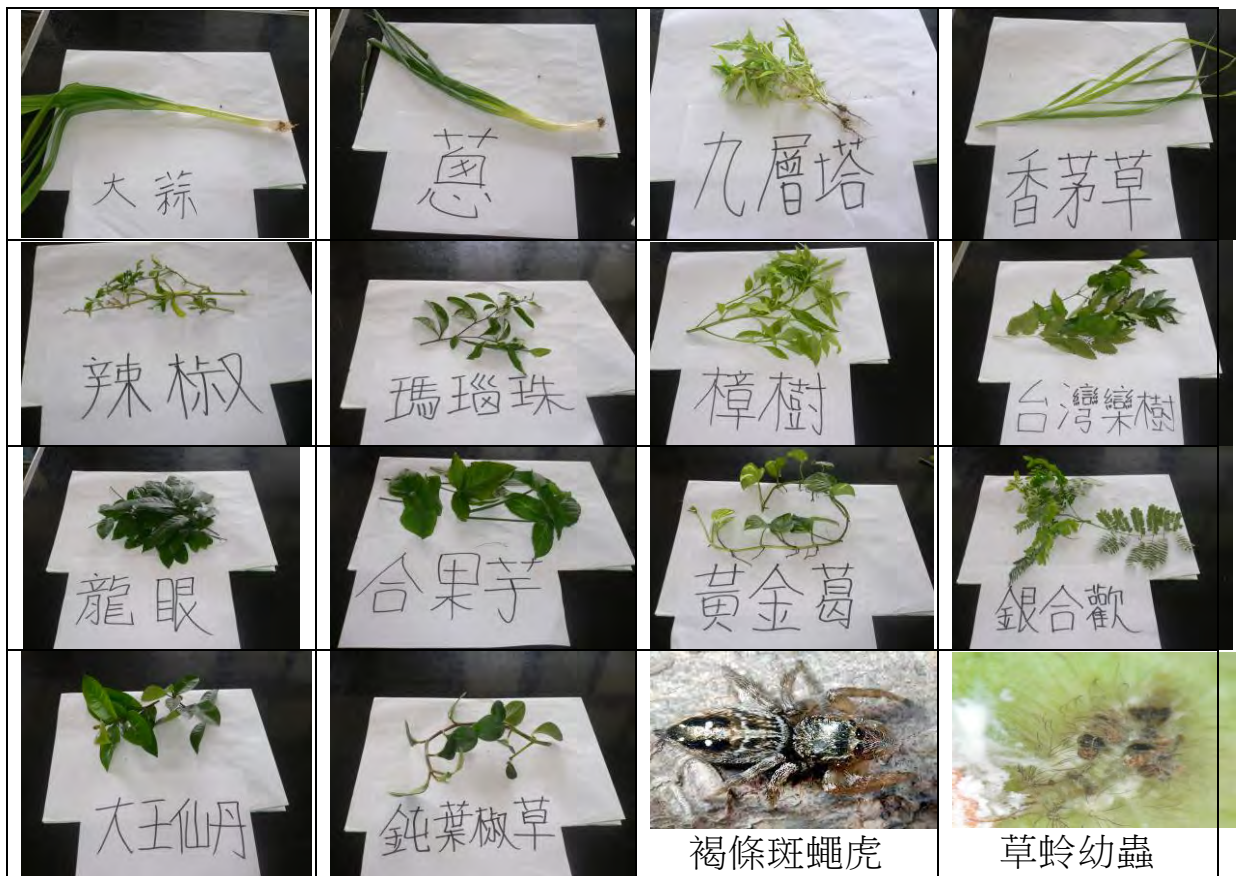 大蒜
蔥
九層塔
香茅草
辣椒
瑪瑙珠
樟樹
台灣欒樹
龍眼
合果芋
黃金葛
銀合歡
大王仙丹
鈍葉椒草
褐條斑蠅虎
草蛉幼蟲